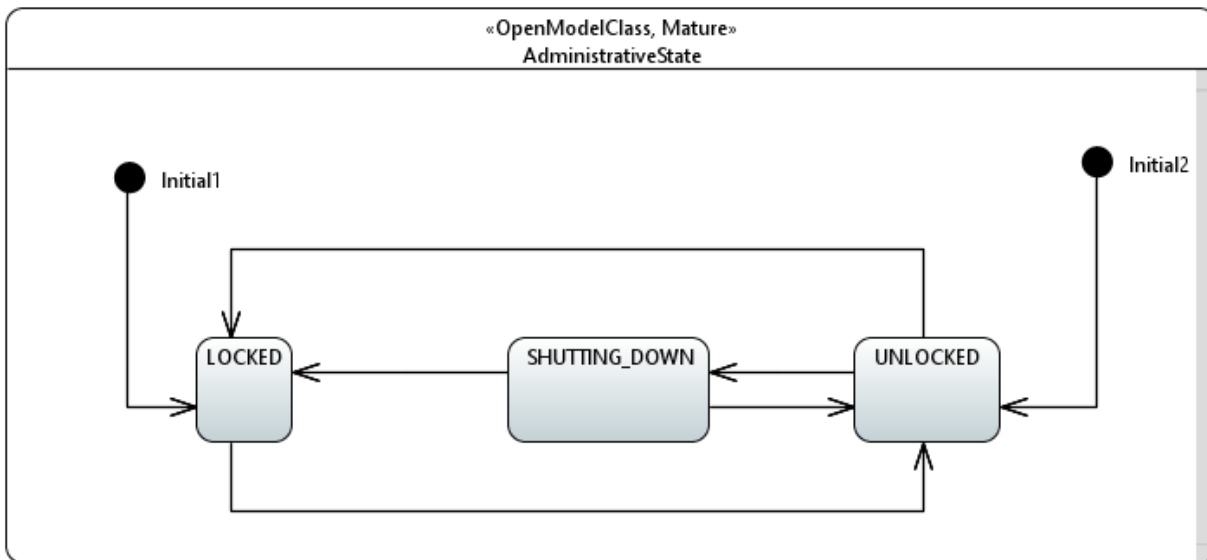 «OpenModelClass, Mature»
AdministrativeState
Initial1
Initial2
LOCKED
SHUTTING_DOWN
UNLOCKED